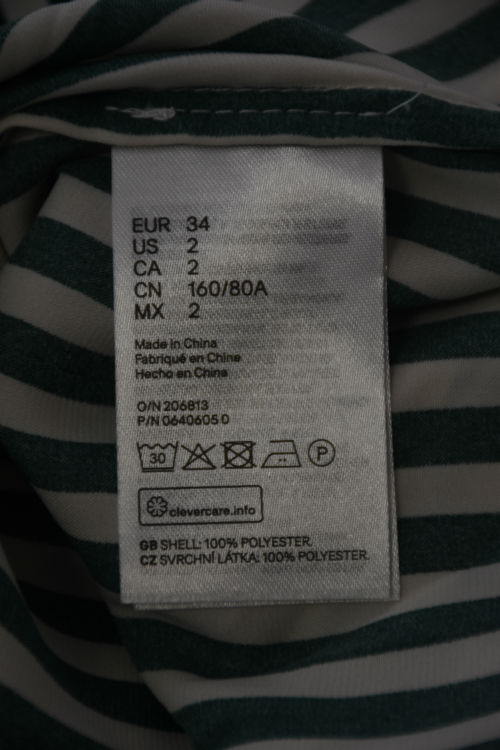 EUR 34
US 2
CA 2
CN 160/80A
MX 2
Made in China
Fabriqué en Chine
Hecho en China
O/N 206813
P/N 0640605 0
30 P
clevercare.info
GB SHELL: 100% POLYESTER.
CZ SVRCHNÍ LÁTKA: 100% POLYESTER.